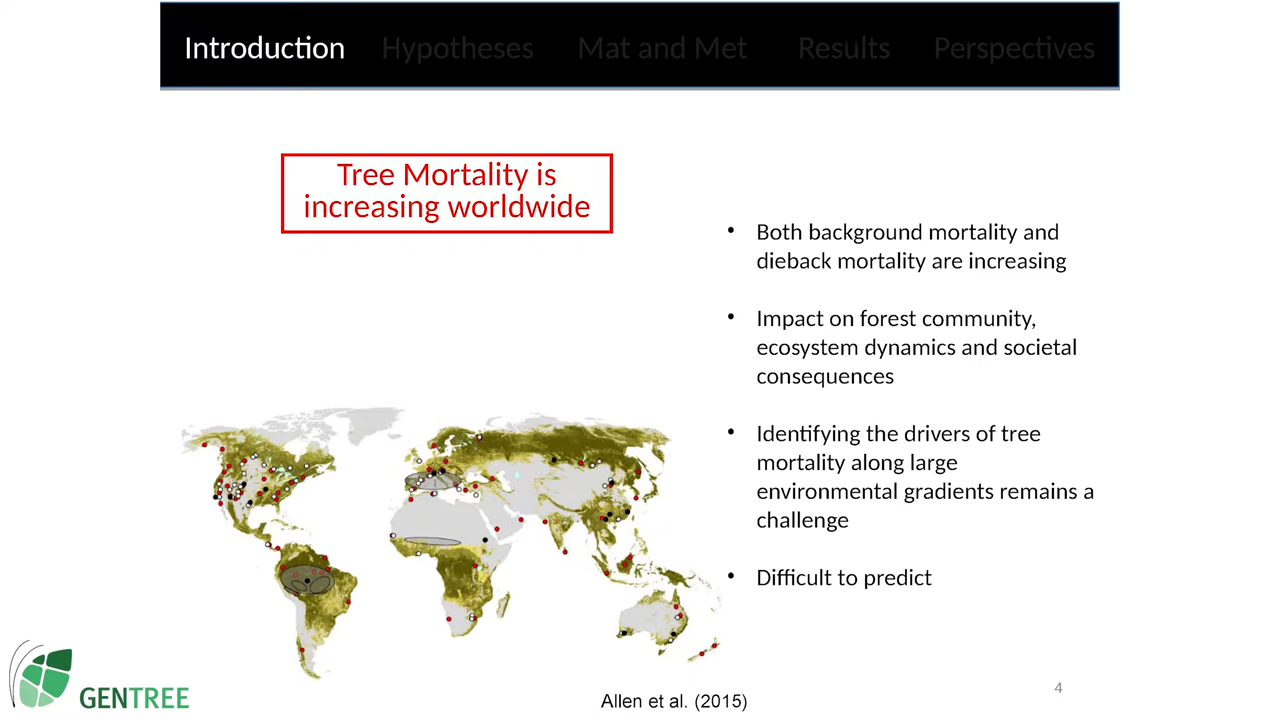 Introduction Hypotheses Mat and Met Results Perspectives
Tree Mortality is
increasing worldwide
• Both background mortality and
dieback mortality are increasing
• Impact on forest community,
ecosystem dynamics and societal
consequences
• Identifying the drivers of tree
mortality along large
environmental gradients remains a
challenge
• Difficult to predict
GENTREE
Allen et al. (2015)
4